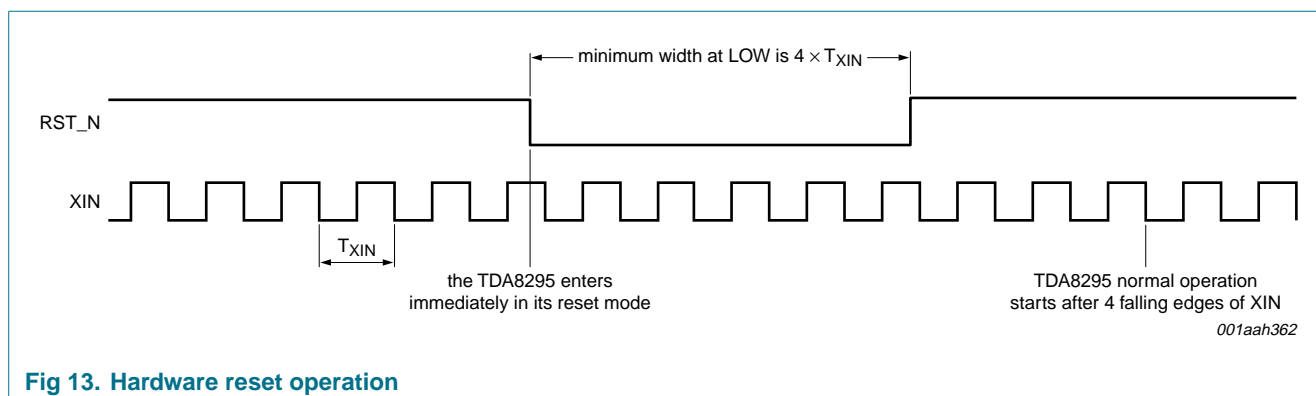 minimum width at LOW is 4 × TXIN
RST_N
XIN
TXIN
the TDA8295 enters
immediately in its reset mode
TDA8295 normal operation
starts after 4 falling edges of XIN
001aah362
Fig 13. Hardware reset operation